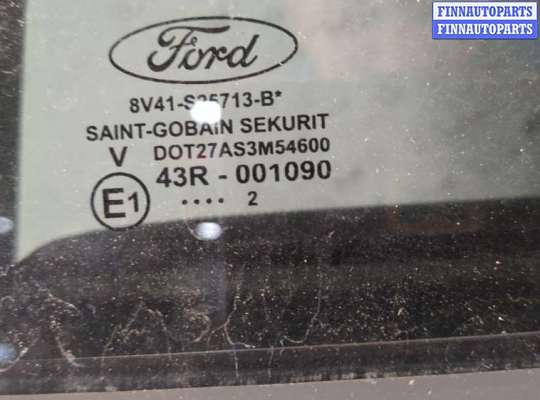 FINNAUTOPARTS
FINNAUTOPARTS
Ford
8V41-S25713-B*
SAINT-GOBAIN SEKURIT
V DOT27AS3M54600
E1 43R - 001090
.... 2